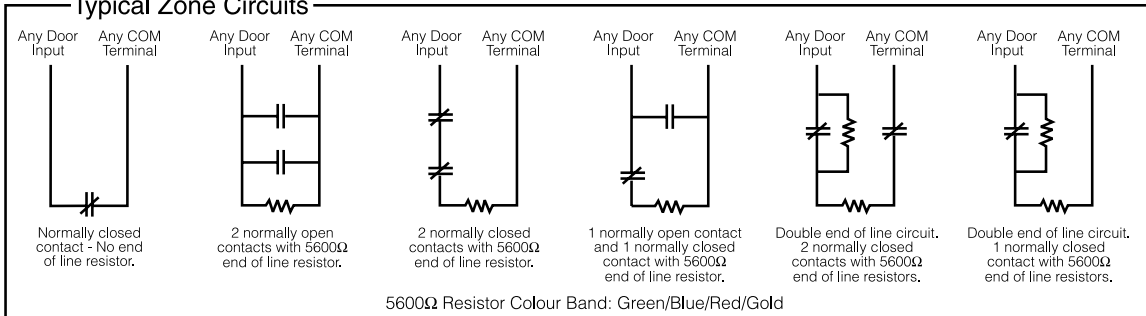 Typical Zone Circuits
Any Door Input
Any COM Terminal
Any Door Input
Any COM Terminal
Any Door Input
Any COM Terminal
Any Door Input
Any COM Terminal
Any Door Input
Any COM Terminal
Any Door Input
Any COM Terminal
Normally closed
contact - No end
of line resistor.
2 normally open
contacts with 5600Ω
end of line resistor.
2 normally closed
contacts with 5600Ω
end of line resistor.
1 normally open contact
and 1 normally closed
contact with 5600Ω
end of line resistor.
Double end of line circuit.
2 normally closed
contacts with 5600Ω
end of line resistors.
Double end of line circuit.
1 normally closed
contact with 5600Ω
end of line resistors.
5600Ω Resistor Colour Band: Green/Blue/Red/Gold